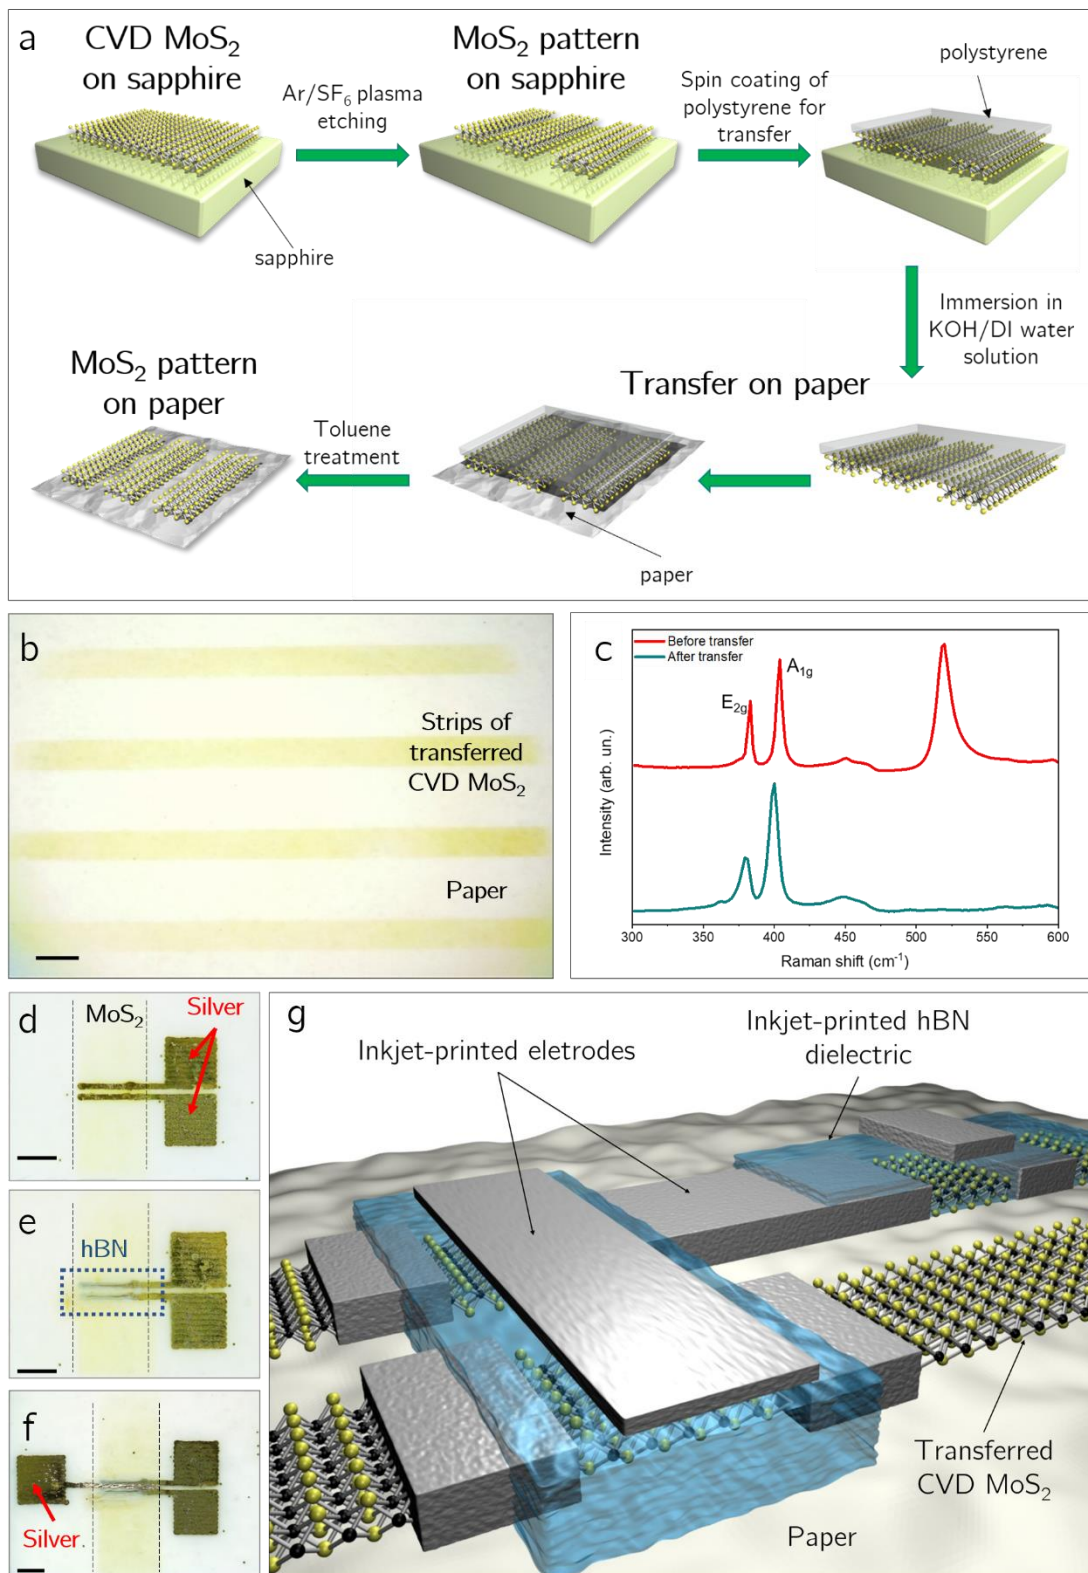 a
CVD MoS₂
on sapphire
Ar/SF₆ plasma
etching
MoS₂ pattern
on sapphire
Spin coating of
polystyrene for
transfer
polystyrene
sapphire
Immersion in
KOH/DI water
solution
MoS₂ pattern
on paper
Toluene
treatment
Transfer on paper
paper
b
Strips of
transferred
CVD MoS₂
Paper
c
Before transfer
After transfer
E₂g
A₁g
Intensity (arb. un.)
300 350 400 450 500 550 600
Raman shift (cm⁻¹)
d
MoS₂
Silver
e
hBN
f
Silver
g
Inkjet-printed eletrodes
Inkjet-printed hBN
dielectric
Transferred
CVD MoS₂
Paper